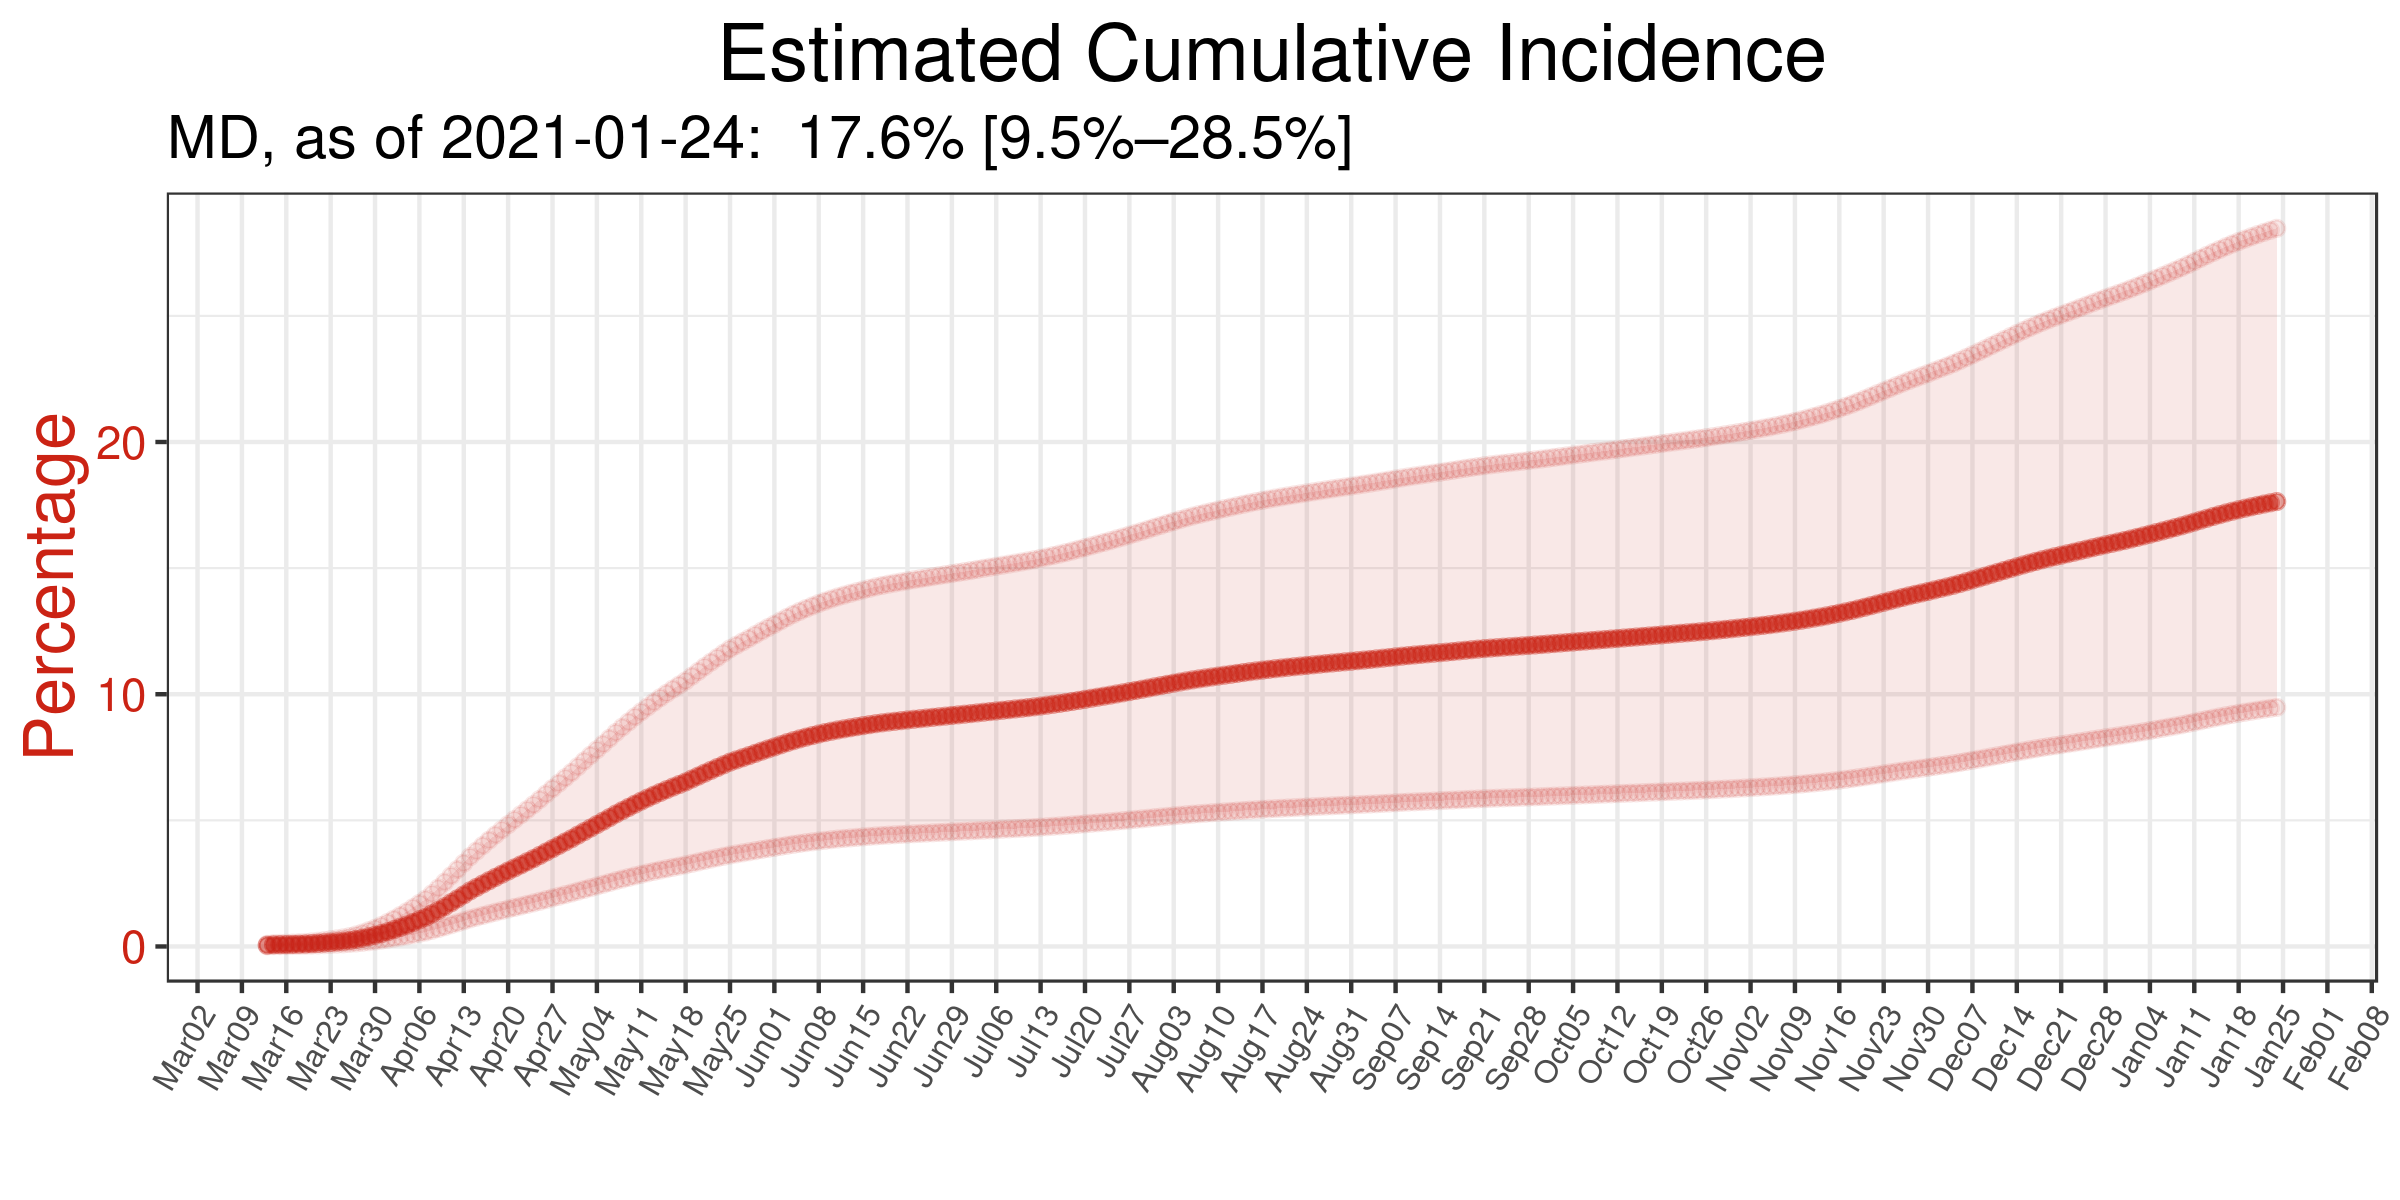 Estimated Cumulative Incidence
MD, as of 2021-01-24:  17.6% [9.5%–28.5%]
Percentage
20
10
0
Mar02
Mar09
Mar16
Mar23
Mar30
Apr06
Apr13
Apr20
Apr27
May04
May11
May18
May25
Jun01
Jun08
Jun15
Jun22
Jun29
Jul06
Jul13
Jul20
Jul27
Aug03
Aug10
Aug17
Aug24
Aug31
Sep07
Sep14
Sep21
Sep28
Oct05
Oct12
Oct19
Oct26
Nov02
Nov09
Nov16
Nov23
Nov30
Dec07
Dec14
Dec21
Dec28
Jan04
Jan11
Jan18
Jan25
Feb01
Feb08